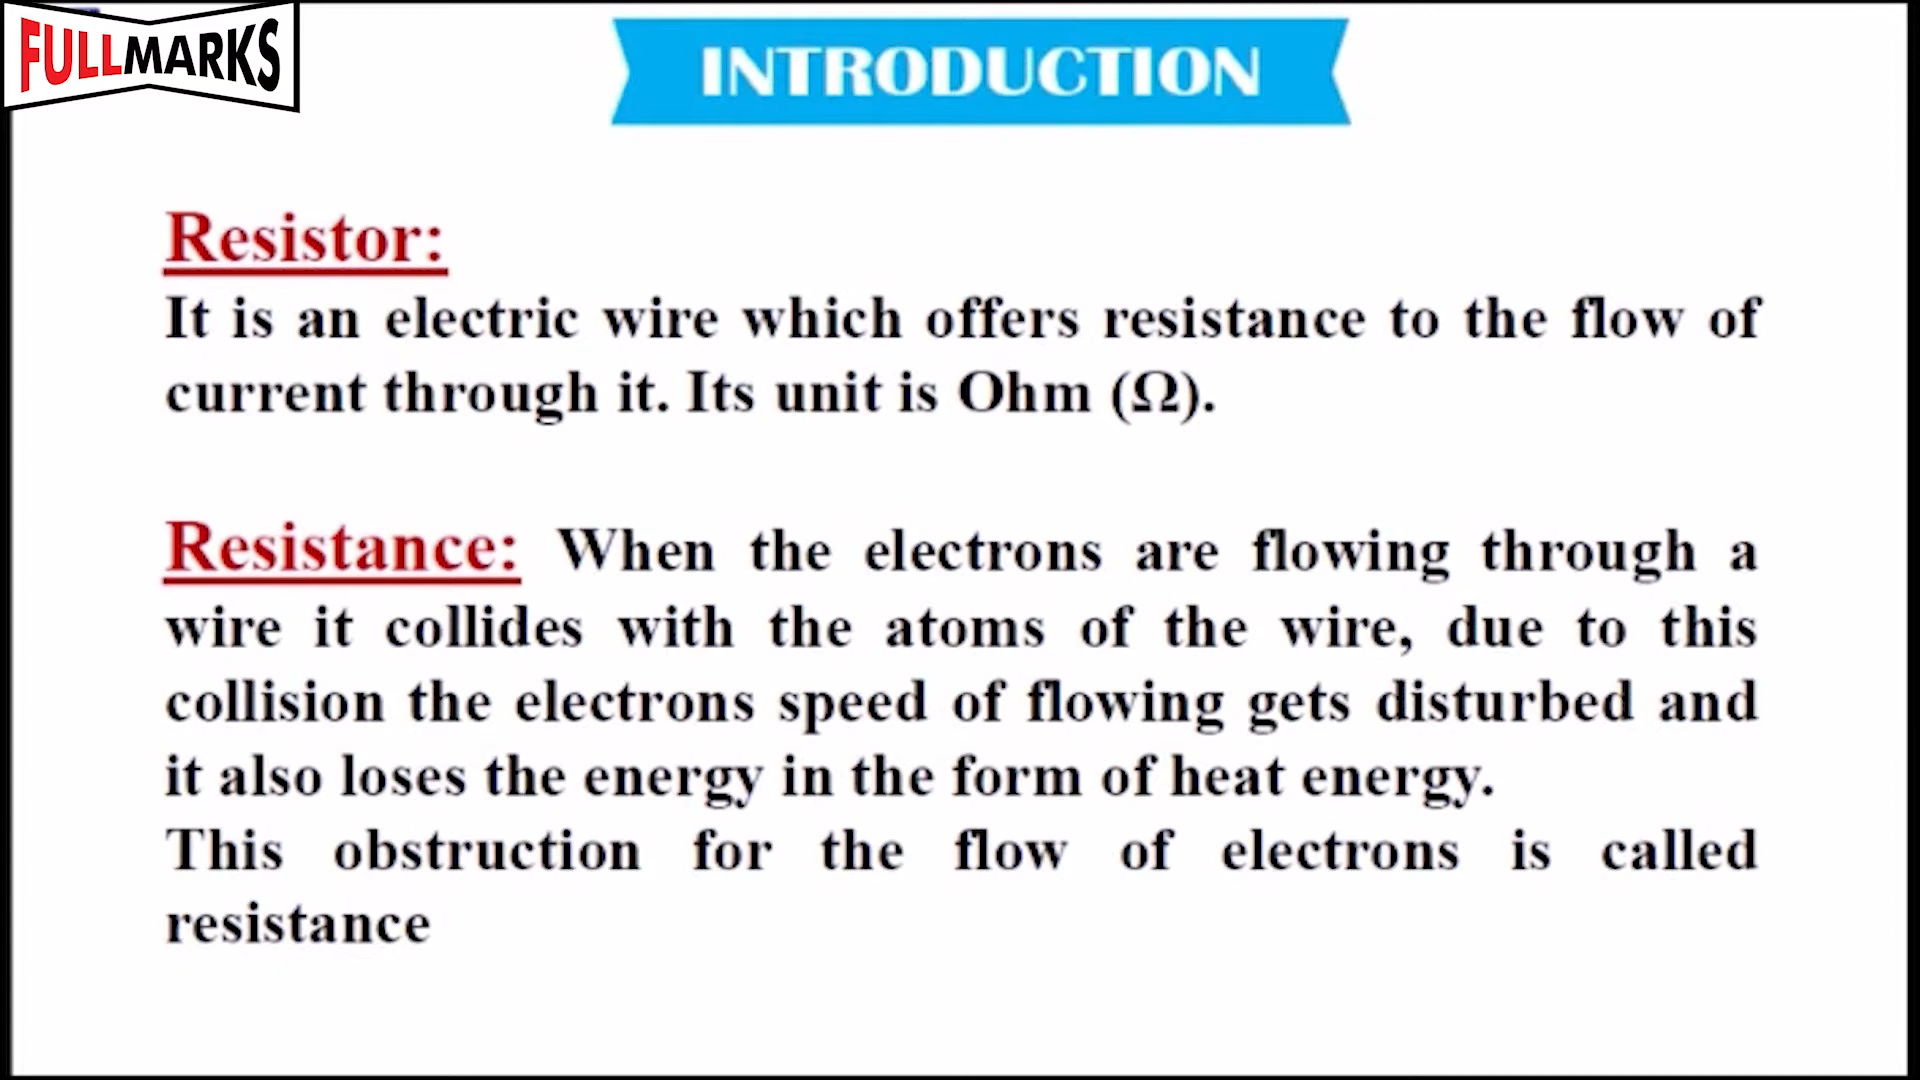 FULLMARKS
INTRODUCTION
Resistor:
It is an electric wire which offers resistance to the flow of
current through it. Its unit is Ohm (Ω).
Resistance: When the electrons are flowing through a
wire it collides with the atoms of the wire, due to this
collision the electrons speed of flowing gets disturbed and
it also loses the energy in the form of heat energy.
This obstruction for the flow of electrons is called
resistance